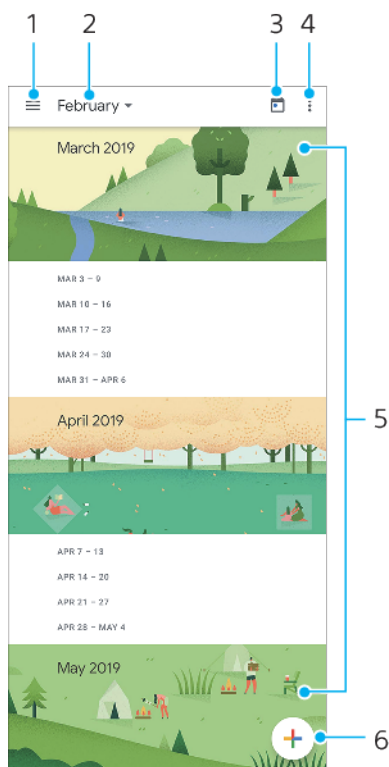 1 2 3 4
February
March 2019
MAR 3 – 9
MAR 10 – 16
MAR 17 – 23
MAR 24 – 30
MAR 31 – APR 6
5
April 2019
APR 7 – 13
APR 14 – 20
APR 21 – 27
APR 28 – MAY 4
May 2019
6